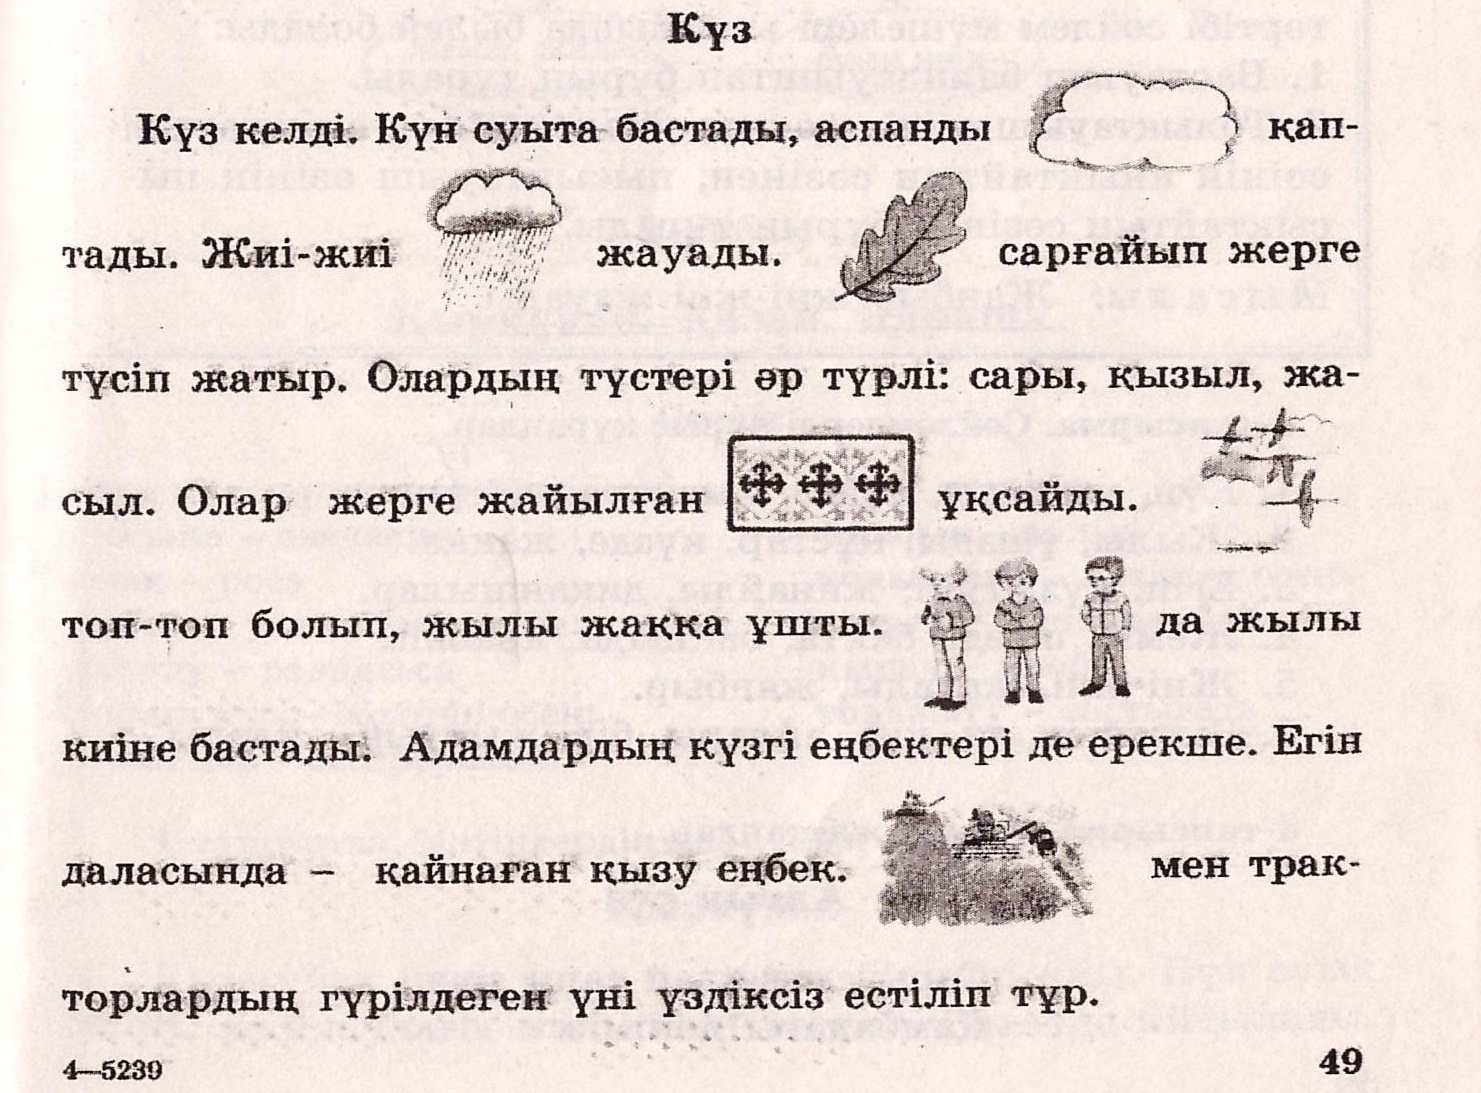 Күз
Күз келді. Күн суыта бастады, аспанды қап-
тады. Жиі-жиі жауады. сарғайып жерге
түсіп жатыр. Олардың түстері әр түрлі: сары, қызыл, жа-
сыл. Олар жерге жайылған ұқсайды.
топ-топ болып, жылы жаққа ұшты. да жылы
киіне бастады. Адамдардың күзгі еңбектері де ерекше. Егін
даласында – қайнаған қызу еңбек. мен трак-
торлардың гүрілдеген үні үздіксіз естіліп тұр.
4—5239 49